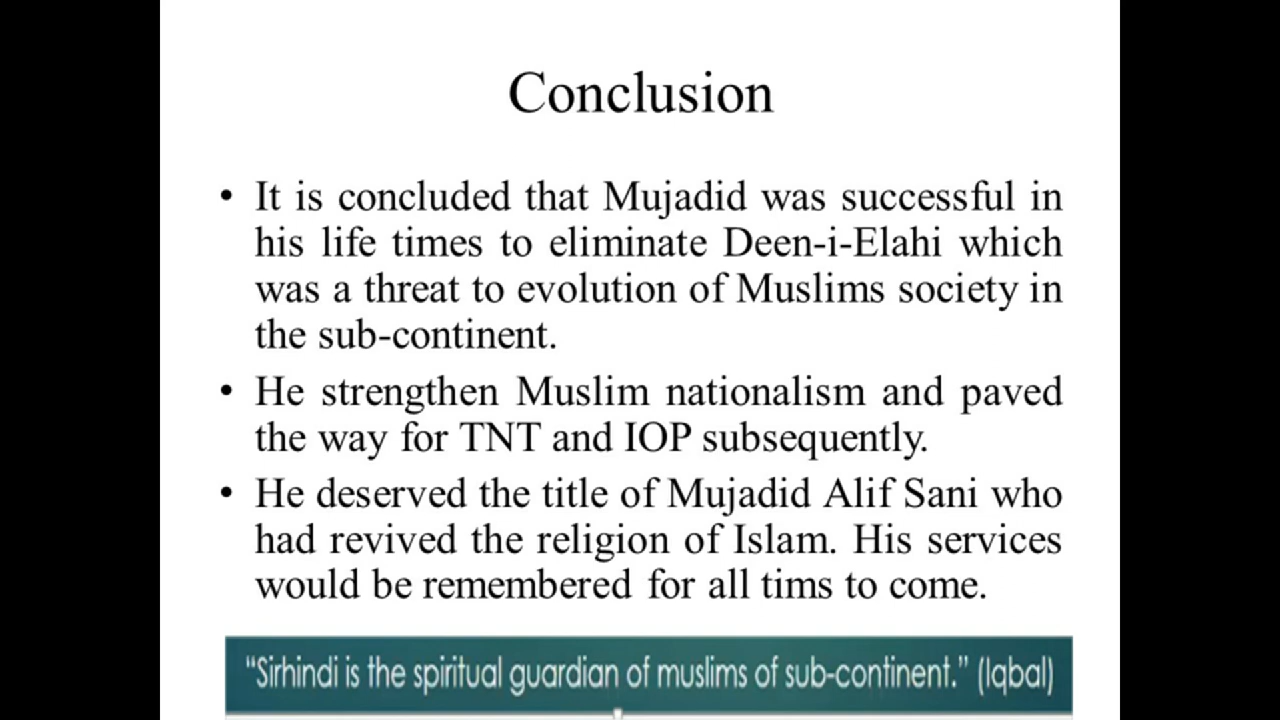 Conclusion
• It is concluded that Mujadid was successful in
his life times to eliminate Deen-i-Elahi which
was a threat to evolution of Muslims society in
the sub-continent.
• He strengthen Muslim nationalism and paved
the way for TNT and IOP subsequently.
• He deserved the title of Mujadid Alif Sani who
had revived the religion of Islam. His services
would be remembered for all tims to come.
“Sirhindi is the spiritual guardian of muslims of sub-continent.” (Iqbal)